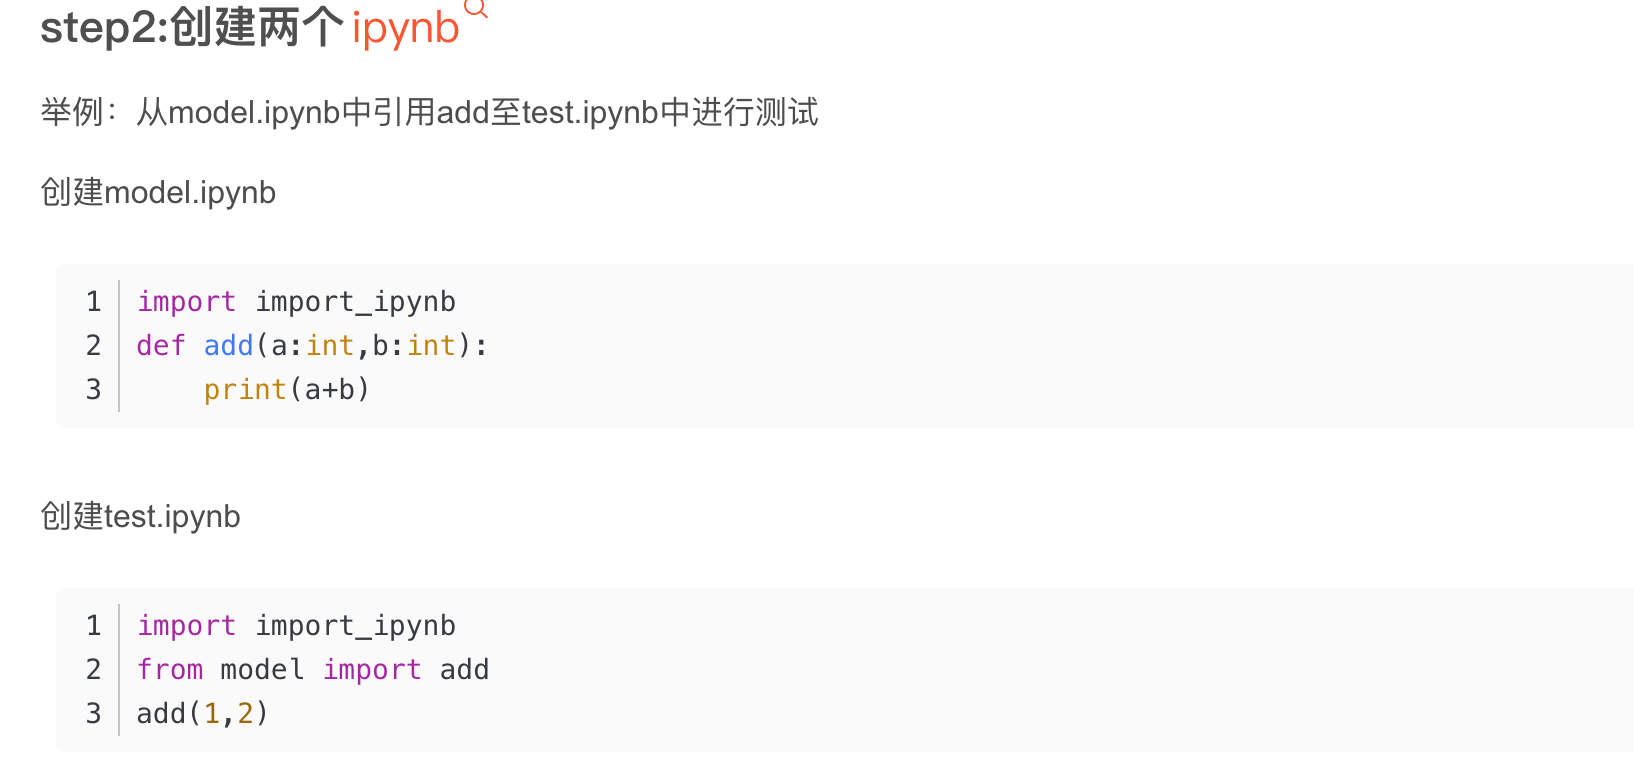 step2:创建两个 ipynb
举例：从model.ipynb中引用add至test.ipynb中进行测试
创建model.ipynb
1 import import_ipynb
2 def add(a:int,b:int):
3     print(a+b)
创建test.ipynb
1 import import_ipynb
2 from model import add
3 add(1,2)